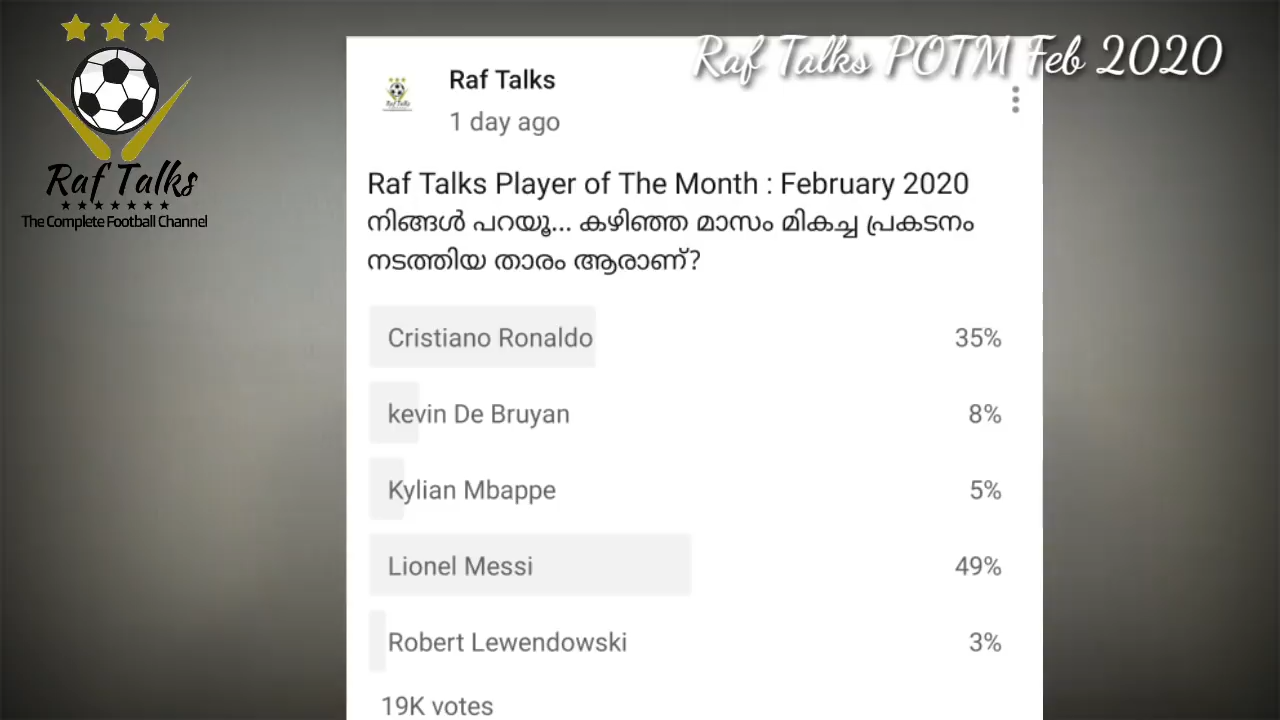 Raf Talks POTM Feb 2020
Raf Talks
The Complete Football Channel
Raf Talks
Raf Talks
1 day ago
Raf Talks Player of The Month : February 2020
നിങ്ങൾ പറയൂ... കഴിഞ്ഞ മാസം മികച്ച പ്രകടനം
നടത്തിയ താരം ആരാണ്?
Cristiano Ronaldo 35%
kevin De Bruyan 8%
Kylian Mbappe 5%
Lionel Messi 49%
Robert Lewendowski 3%
19K votes